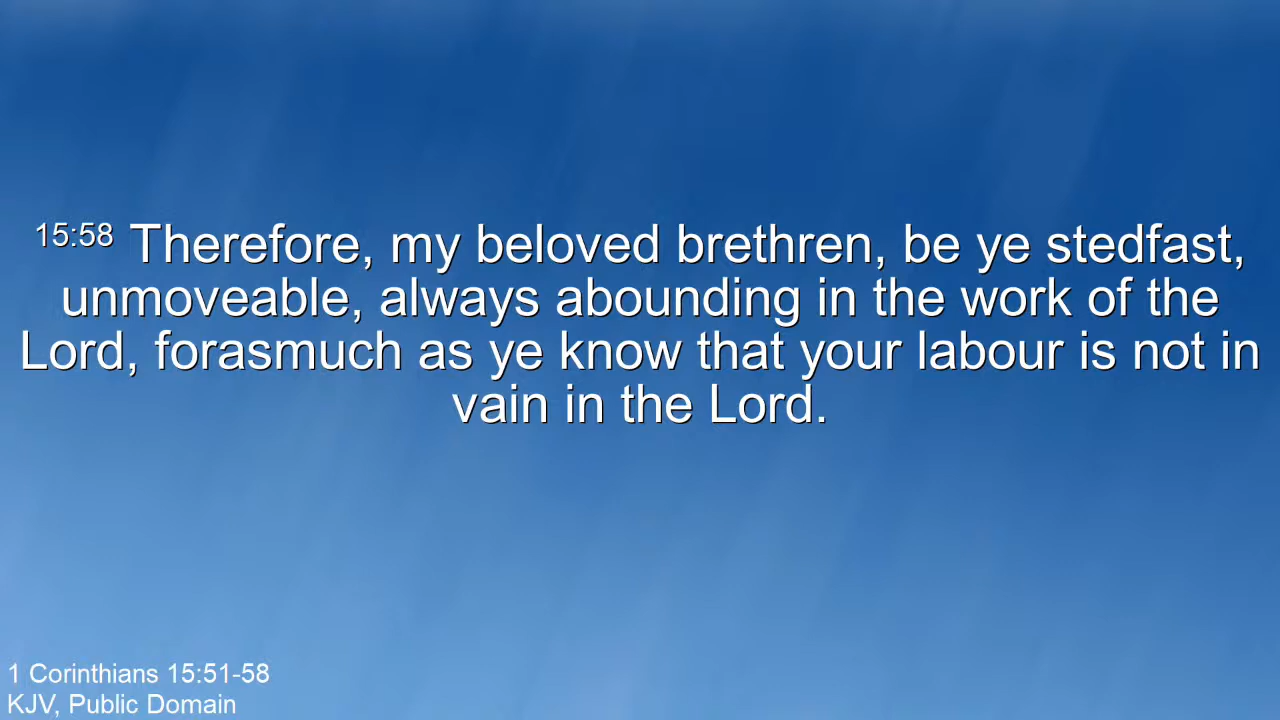 15:58 Therefore, my beloved brethren, be ye stedfast,
unmoveable, always abounding in the work of the
Lord, forasmuch as ye know that your labour is not in
vain in the Lord.
1 Corinthians 15:51-58
KJV, Public Domain